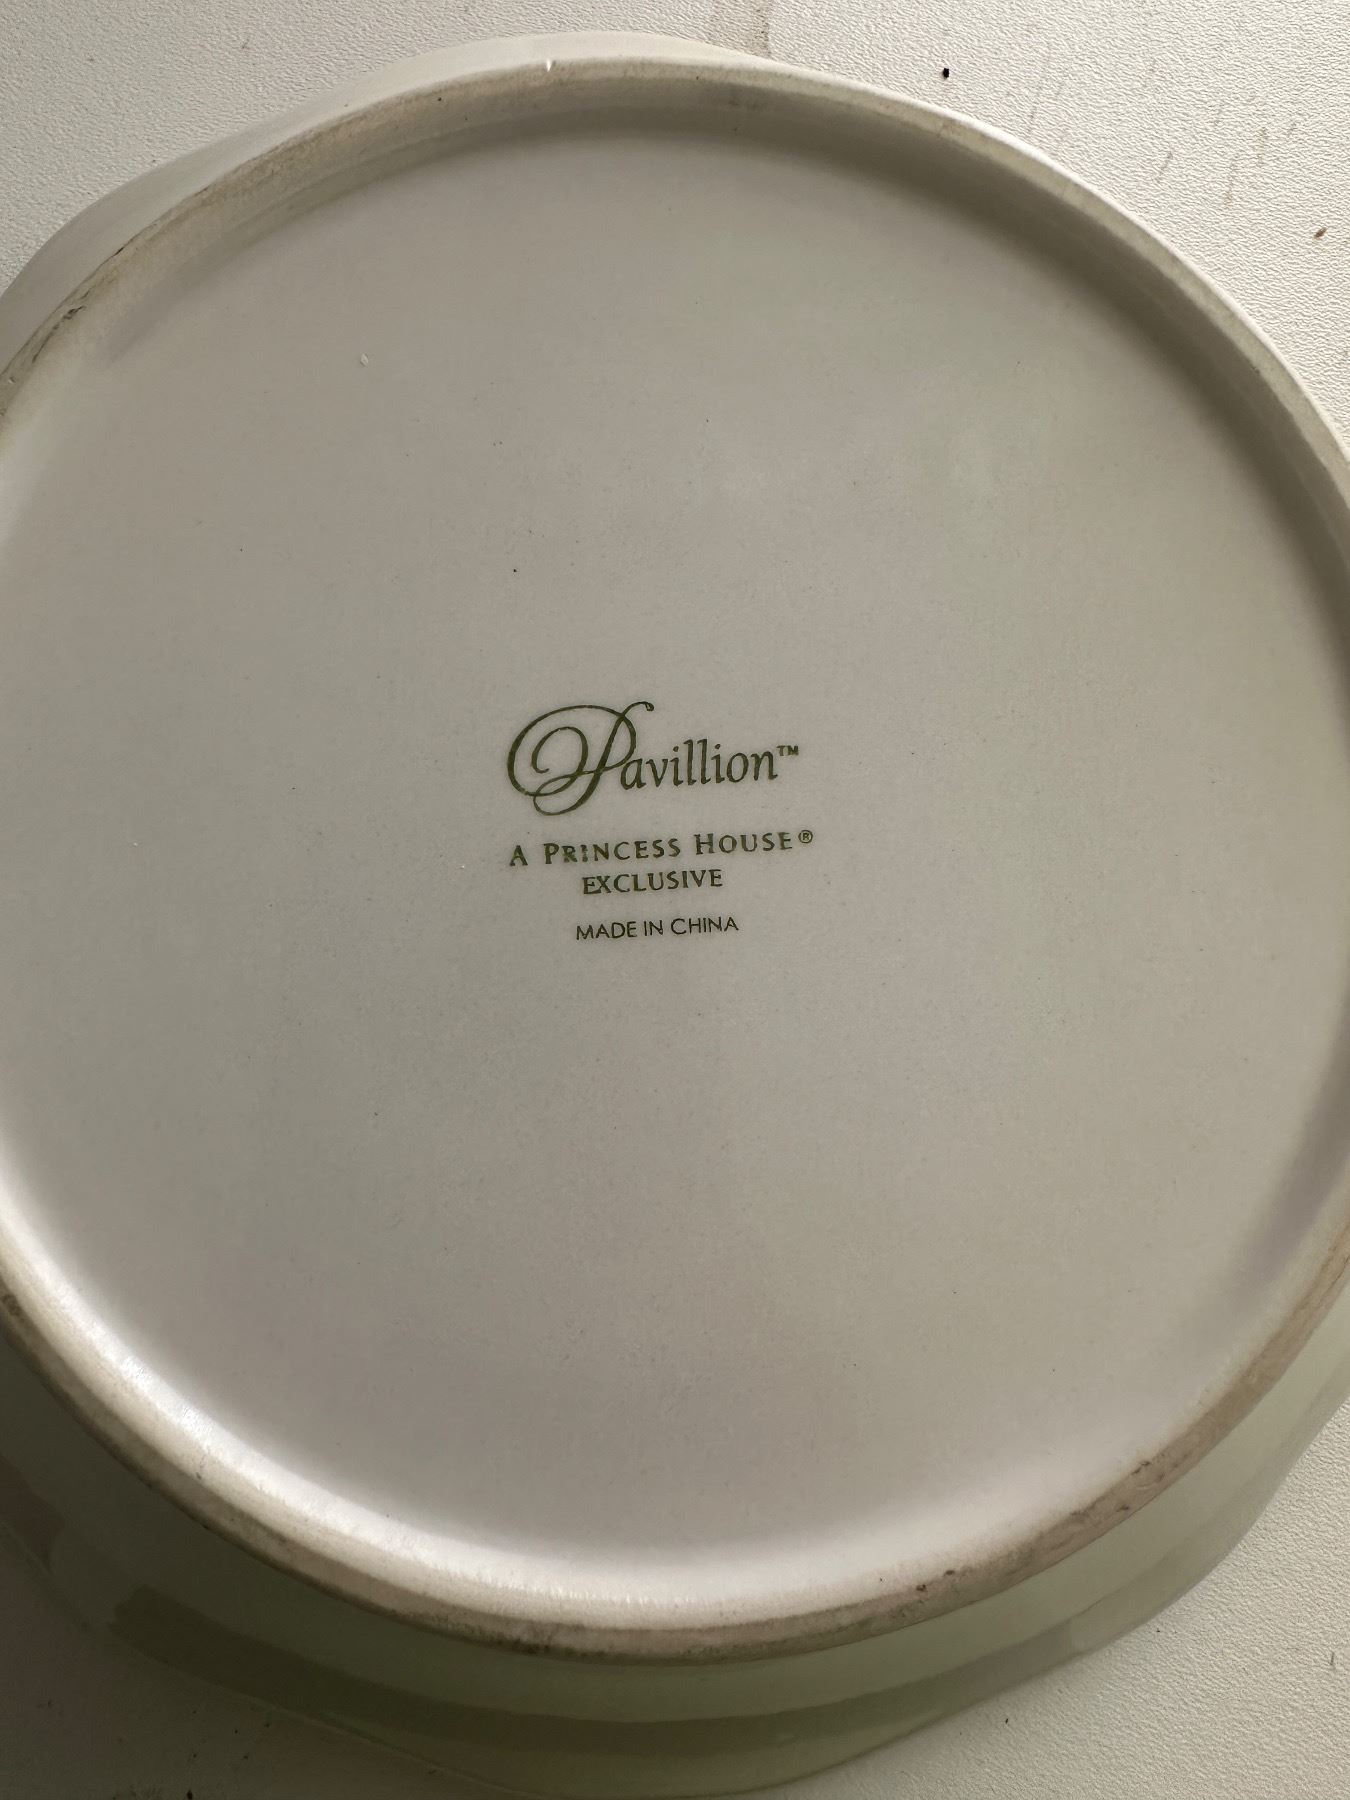 Pavillion™
A PRINCESS HOUSE®
EXCLUSIVE
MADE IN CHINA